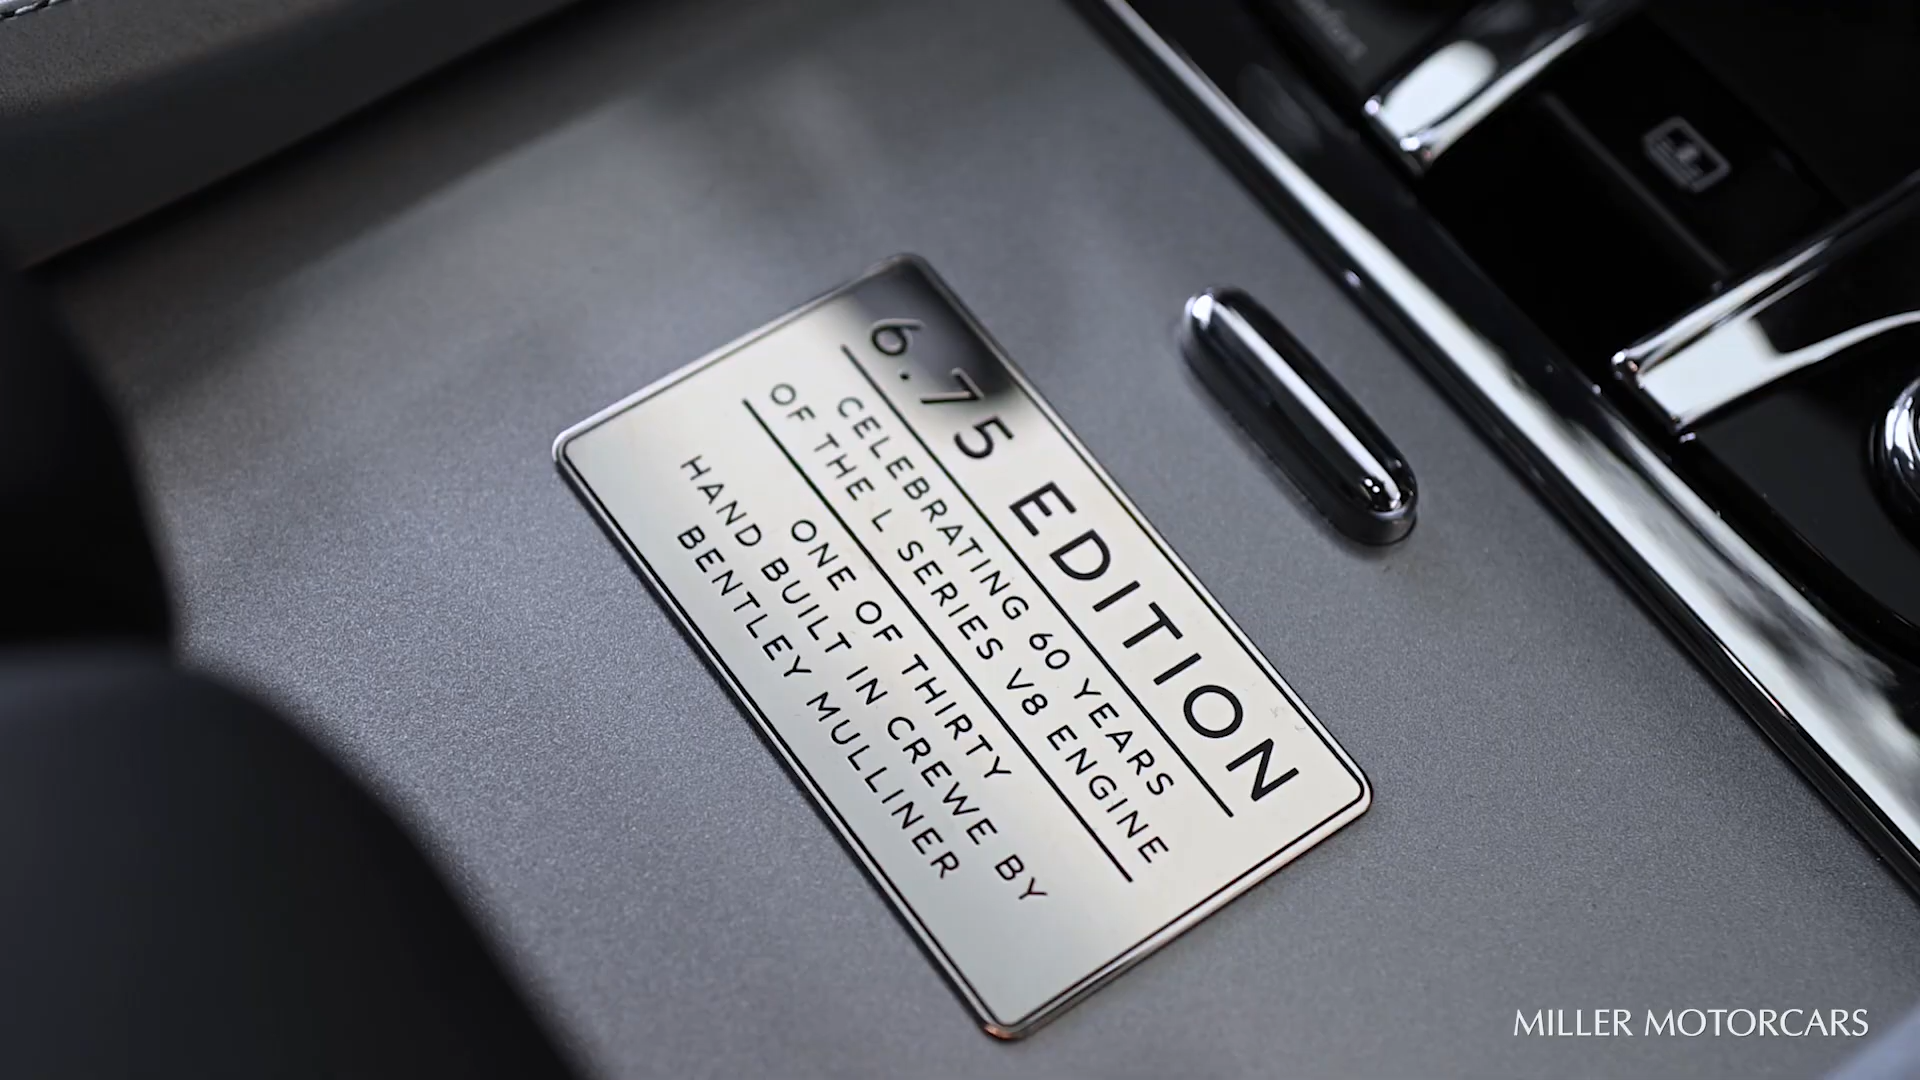 6.75 EDITION
CELEBRATING 60 YEARS
OF THE L SERIES V8 ENGINE
ONE OF THIRTY
HAND BUILT IN CREWE BY
BENTLEY MULLINER
MILLER MOTORCARS